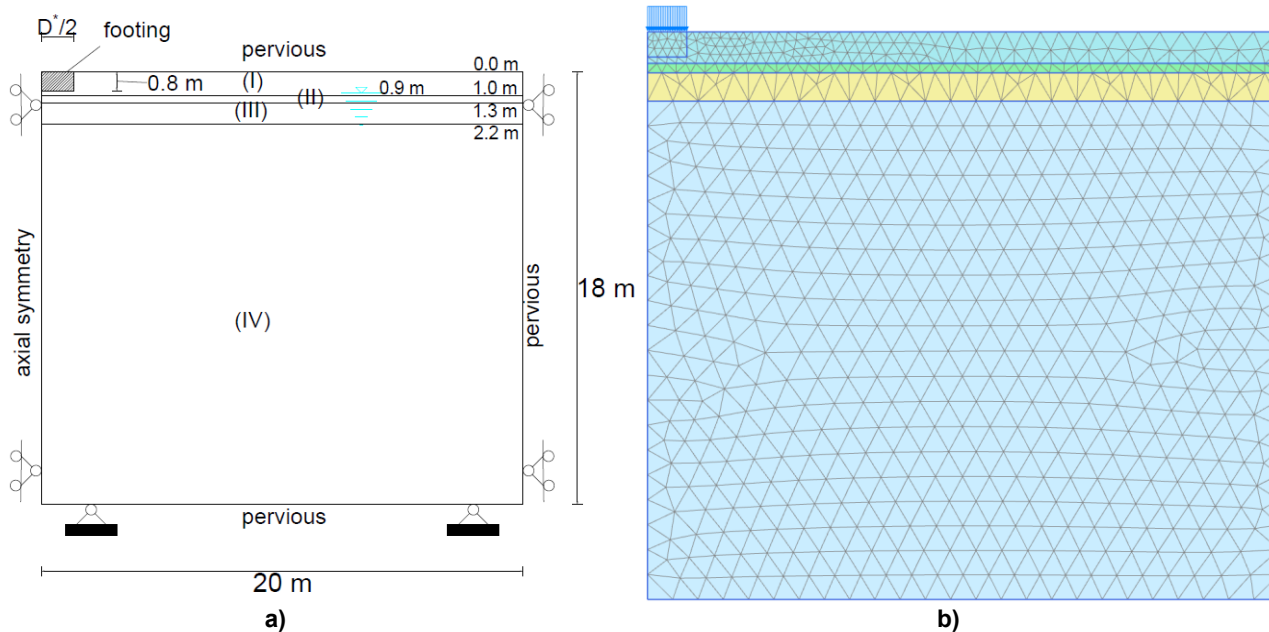 D*/2
footing
pervious
0.0 m
(I)
0.8 m
(II)
0.9 m
1.0 m
(III)
1.3 m
2.2 m
axial symmetry
(IV)
pervious
18 m
pervious
20 m
a)
b)